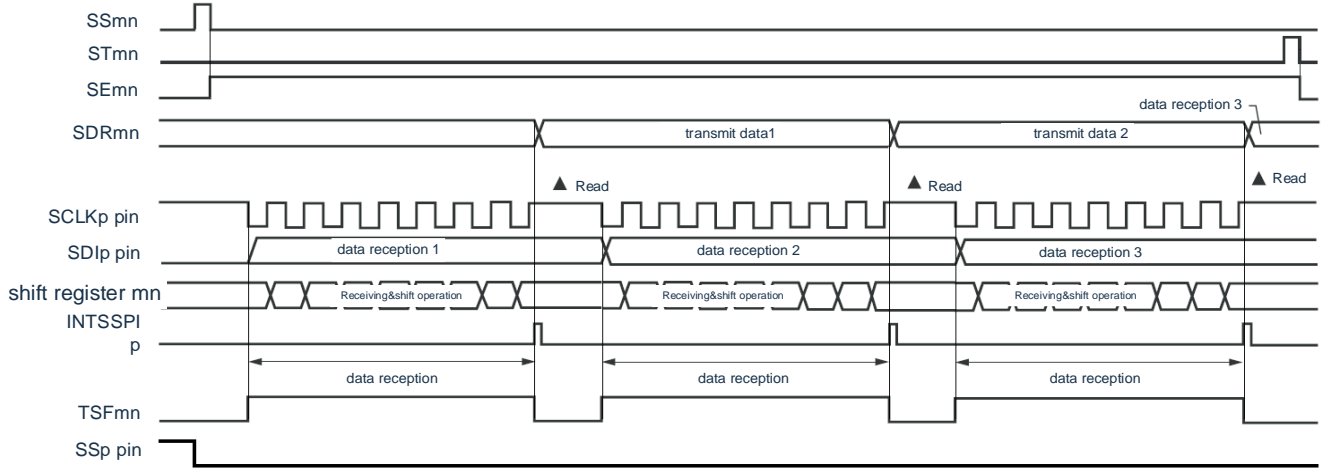 SSmn
STmn
SEmn
data reception 3
SDRmn
transmit data1
transmit data 2
Read
Read
Read
SCLKp pin
SDIp pin
data reception 1
data reception 2
data reception 3
shift register mn
Receiving&shift operation
Receiving&shift operation
Receiving&shift operation
INTSSPI
p
data reception
data reception
data reception
TSFmn
SSp pin